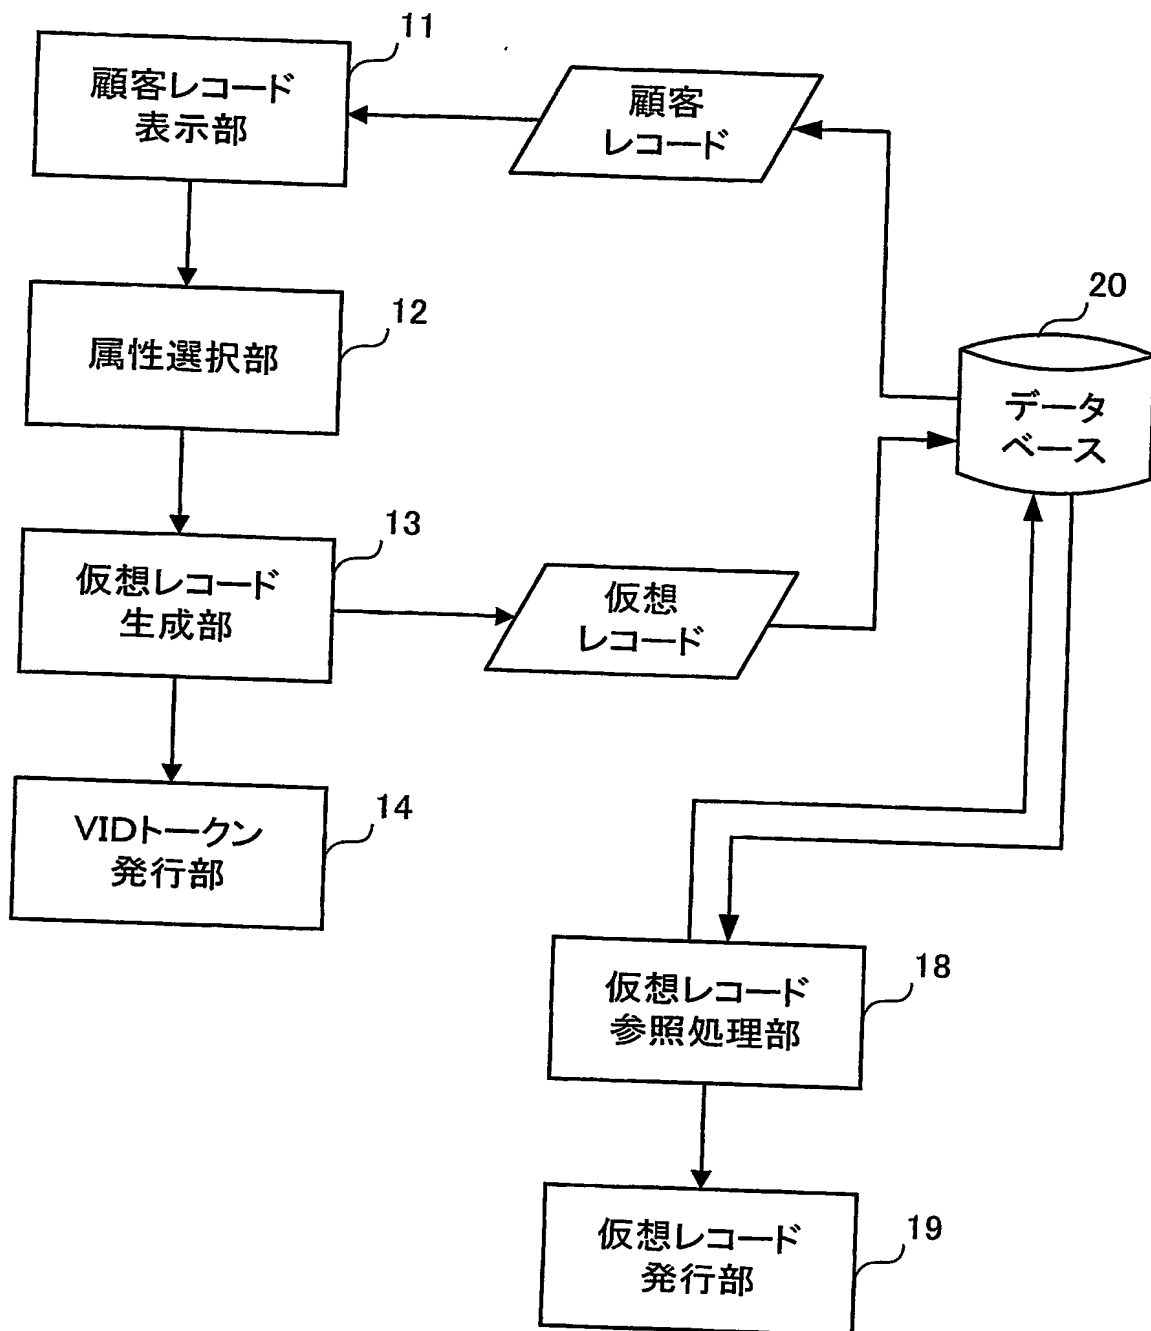 11
顧客レコード
表示部
顧客
レコード
12
属性選択部
20
データ
ベース
13
仮想レコード
生成部
仮想
レコード
14
VIDトークン
発行部
18
仮想レコード
参照処理部
19
仮想レコード
発行部